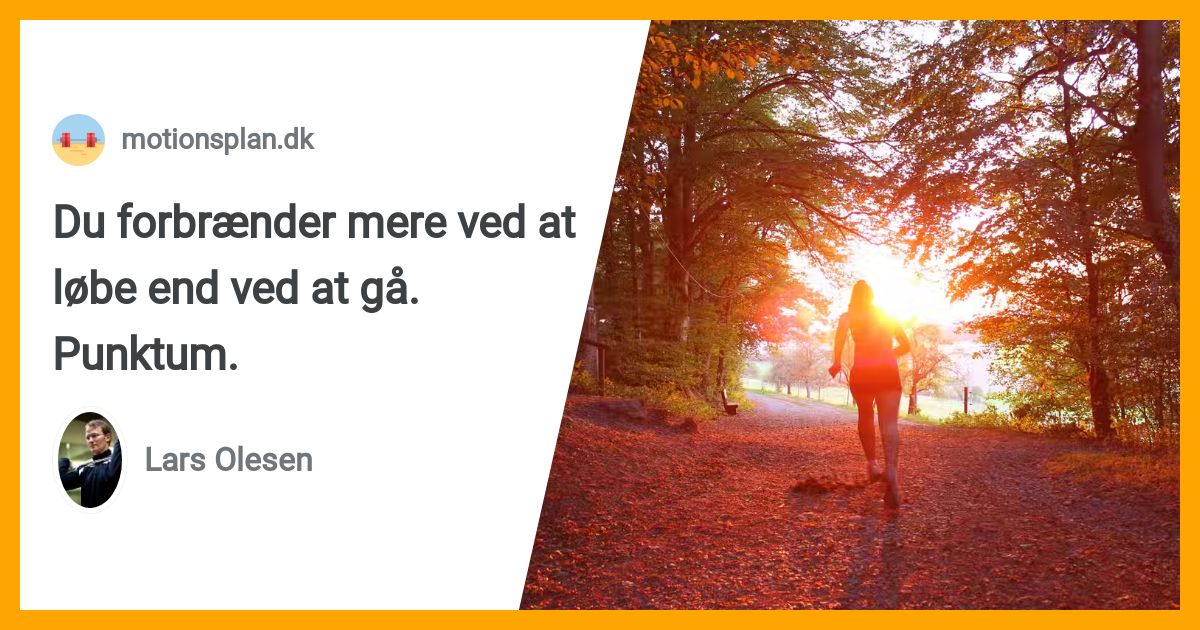 motionsplan.dk
Du forbrænder mere ved at
løbe end ved at gå.
Punktum.
Lars Olesen